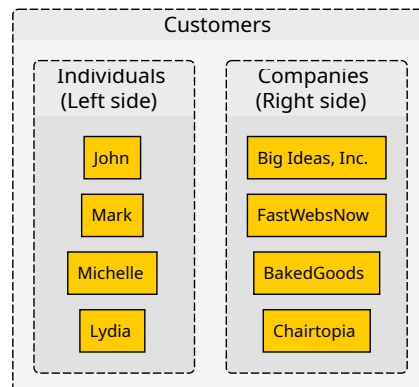 Customers
Individuals
(Left side)
John
Mark
Michelle
Lydia
Companies
(Right side)
Big Ideas, Inc.
FastWebsNow
BakedGoods
Chairtopia